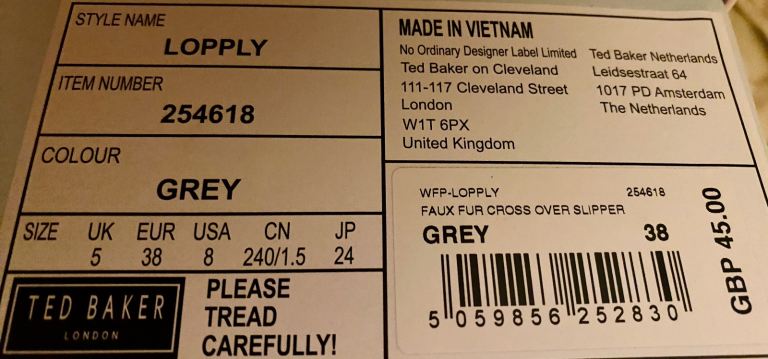 STYLE NAME
LOPPLY
ITEM NUMBER
254618
COLOUR
GREY
SIZE UK EUR USA CN JP
5 38 8 240/1.5 24
TED BAKER
LONDON
PLEASE
TREAD
CAREFULLY!
MADE IN VIETNAM
No Ordinary Designer Label Limited
Ted Baker on Cleveland
111-117 Cleveland Street
London
W1T 6PX
United Kingdom
Ted Baker Netherlands
Leidsestraat 64
1017 PD Amsterdam
The Netherlands
WFP-LOPPLY 254618
FAUX FUR CROSS OVER SLIPPER
GREY 38
5 059856 252830
GBP 45.00